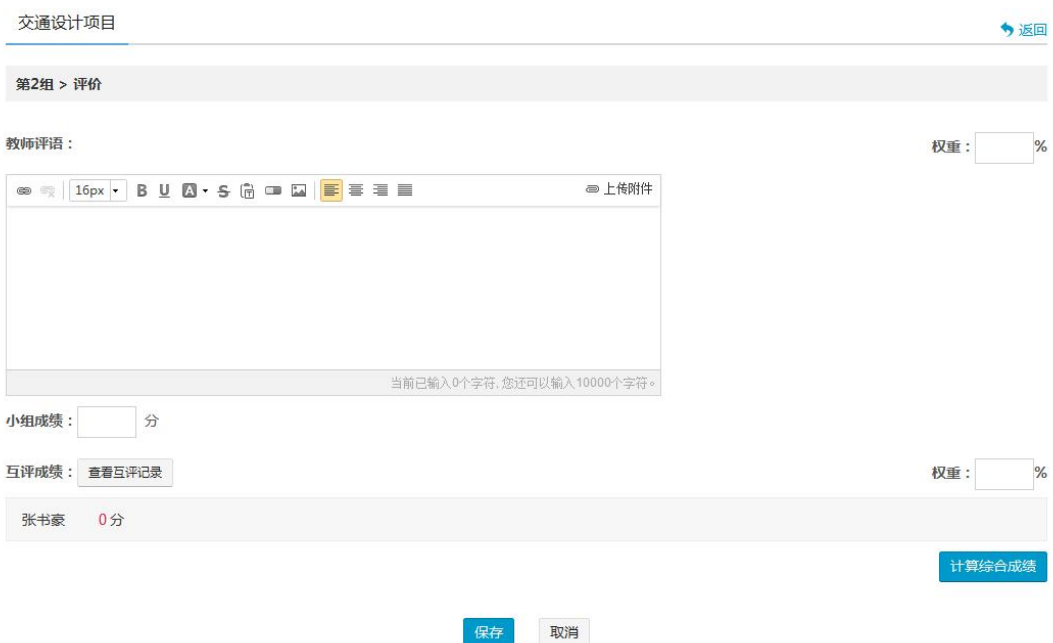 交通设计项目
返回
第2组 > 评价
教师评语：
权重： %
16px B U A S T 上传附件
当前已输入0个字符, 您还可以输入10000个字符。
小组成绩： 分
互评成绩： 查看互评记录
权重： %
张书豪 0分
计算综合成绩
保存 取消